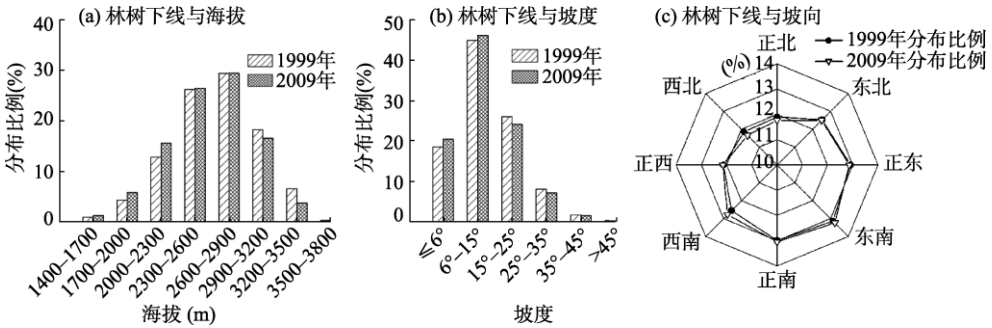 (a) 林树下线与海拔
40
30
20
10
0
分布比例(%)
1999年
2009年
1400–1700
1700–2000
2000–2300
2300–2600
2600–2900
2900–3200
3200–3500
3500–3800
海拔 (m)
(b) 林树下线与坡度
50
40
30
20
10
0
分布比例(%)
1999年
2009年
≤6°
6°–15°
15°–25°
25°–35°
35°–45°
>45°
坡度
(c) 林树下线与坡向
1999年分布比例
2009年分布比例
正北
东北
正东
东南
正南
西南
正西
西北
(%)
14
13
12
11
10